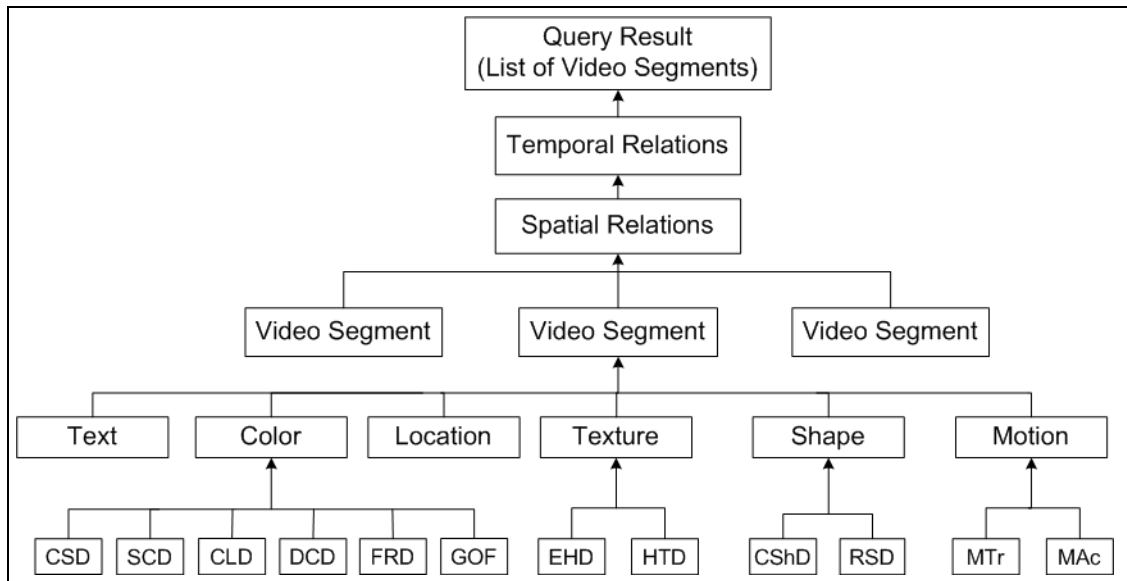 Query Result
(List of Video Segments)
Temporal Relations
Spatial Relations
Video Segment Video Segment Video Segment
Text Color Location Texture Shape Motion
CSD SCD CLD DCD FRD GOF EHD HTD CShD RSD MTr MAc